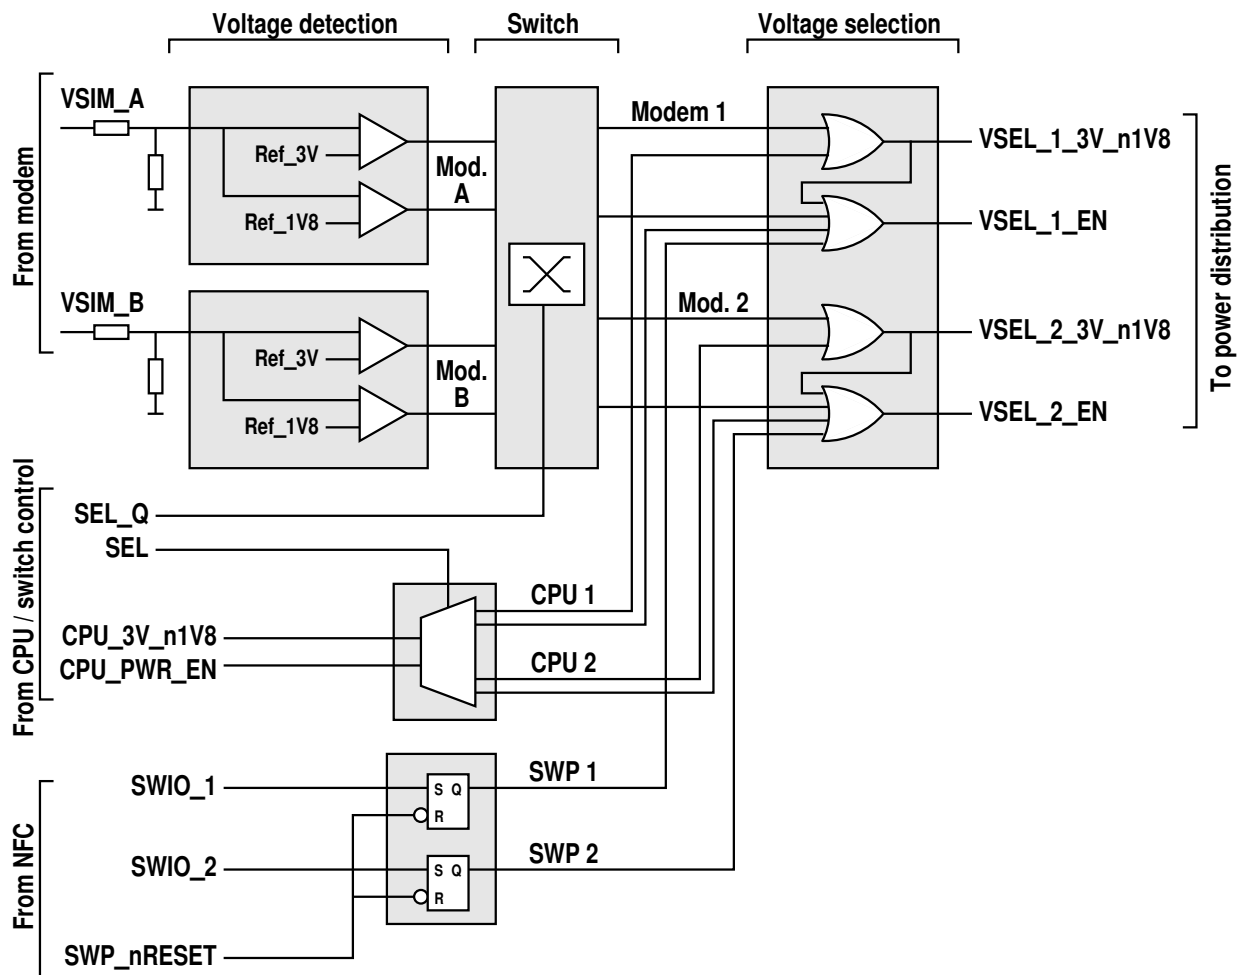 Voltage detection
Switch
Voltage selection
From modem
VSIM_A
Ref_3V
Ref_1V8
Mod.
A
Modem 1
VSEL_1_3V_n1V8
VSEL_1_EN
VSIM_B
Ref_3V
Ref_1V8
Mod.
B
Mod. 2
VSEL_2_3V_n1V8
VSEL_2_EN
To power distribution
From CPU / switch control
SEL_Q
SEL
CPU_3V_n1V8
CPU_PWR_EN
CPU 1
CPU 2
From NFC
SWIO_1
S Q
R
SWP 1
SWIO_2
S Q
R
SWP 2
SWP_nRESET